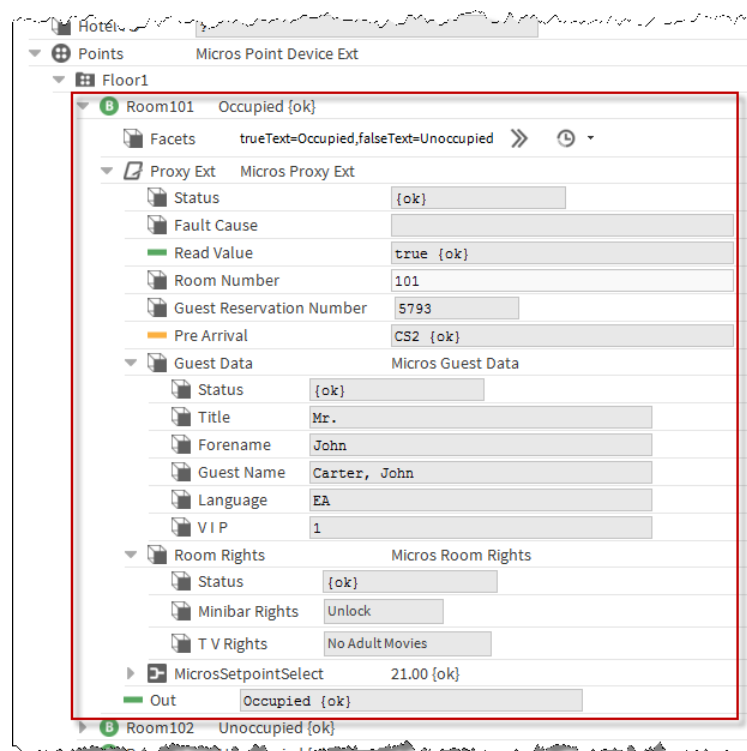 Hotel
Points Micros Point Device Ext
Floor1
Room101 Occupied {ok}
Facets trueText=Occupied,falseText=Unoccupied
Proxy Ext Micros Proxy Ext
Status {ok}
Fault Cause
Read Value true {ok}
Room Number 101
Guest Reservation Number 5793
Pre Arrival CS2 {ok}
Guest Data Micros Guest Data
Status {ok}
Title Mr.
Forename John
Guest Name Carter, John
Language EA
V I P 1
Room Rights Micros Room Rights
Status {ok}
Minibar Rights Unlock
T V Rights No Adult Movies
MicrosSetpointSelect 21.00 {ok}
Out Occupied {ok}
Room102 Unoccupied {ok}